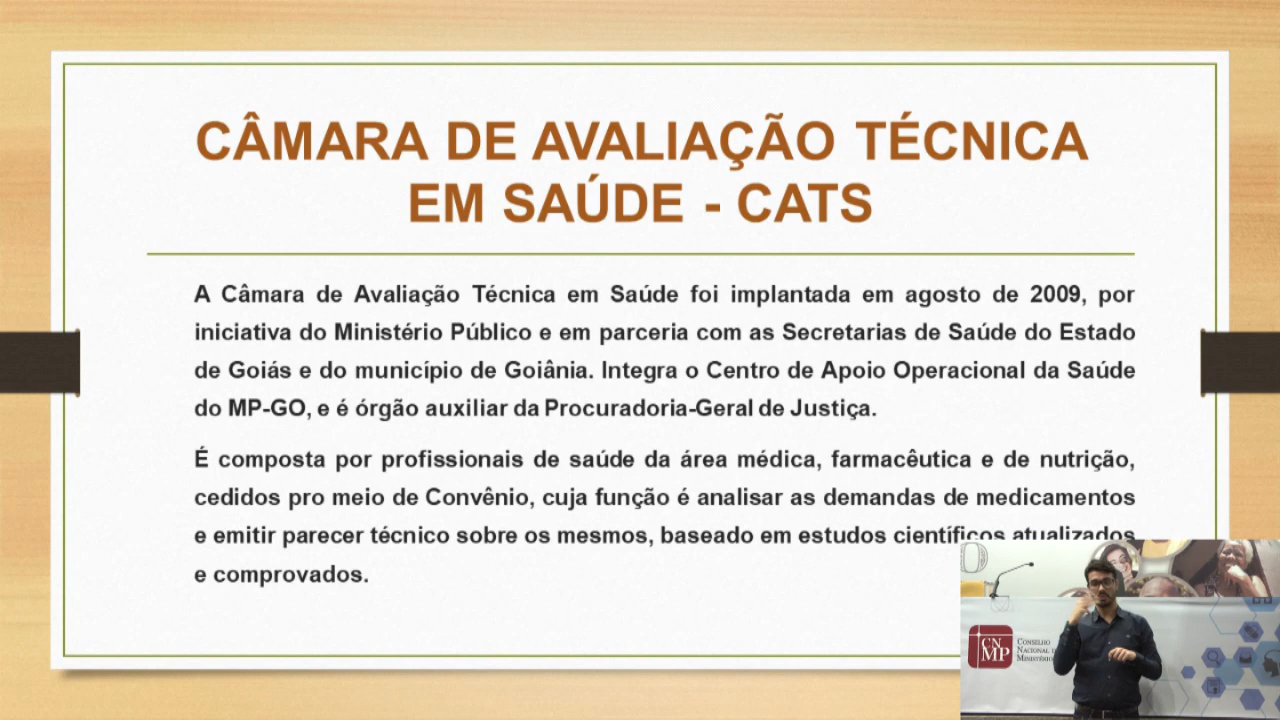 CÂMARA DE AVALIAÇÃO TÉCNICA
EM SAÚDE - CATS
A Câmara de Avaliação Técnica em Saúde foi implantada em agosto de 2009, por
iniciativa do Ministério Público e em parceria com as Secretarias de Saúde do Estado
de Goiás e do município de Goiânia. Integra o Centro de Apoio Operacional da Saúde
do MP-GO, e é órgão auxiliar da Procuradoria-Geral de Justiça.
É composta por profissionais de saúde da área médica, farmacêutica e de nutrição,
cedidos pro meio de Convênio, cuja função é analisar as demandas de medicamentos
e emitir parecer técnico sobre os mesmos, baseado em estudos científicos atualizados
e comprovados.
CN
MP
CONSELHO
NACIONAL
MINISTÉRIO